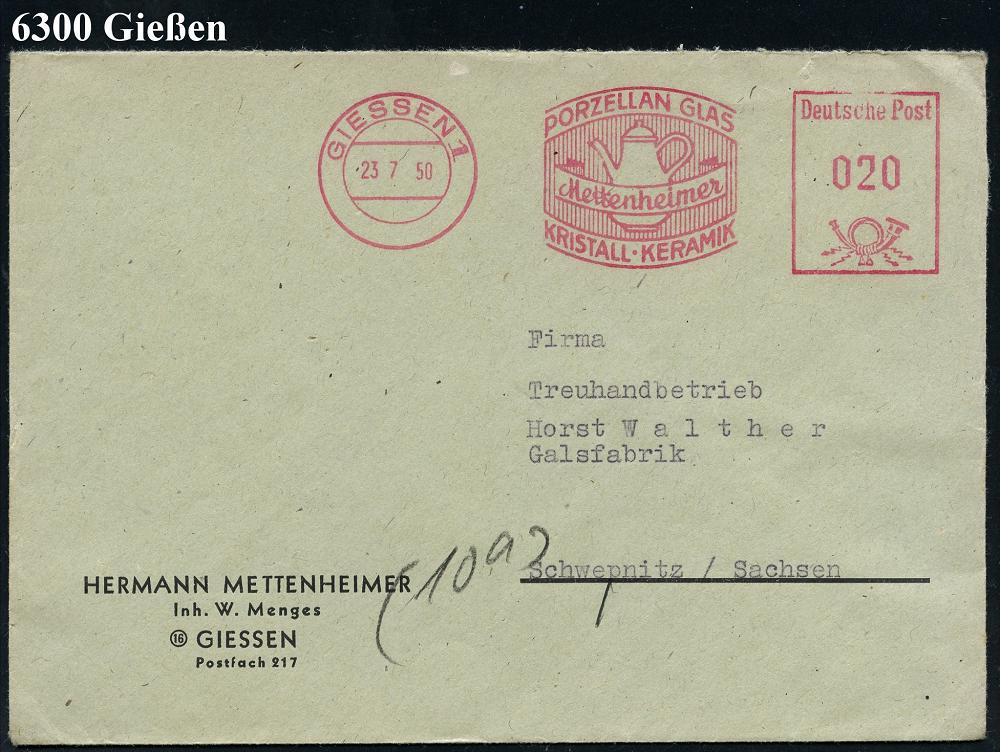 6300 Gießen
GIESSEN 1
23 7 50
PORZELLAN GLAS
Mettenheimer
KRISTALL·KERAMIK
Deutsche Post
020
Firma
Treuhandbetrieb
Horst W a l t h e r
Galsfabrik
(10a)
Schwepnitz / Sachsen
HERMANN METTENHEIMER
Inh. W. Menges
16 GIESSEN
Postfach 217